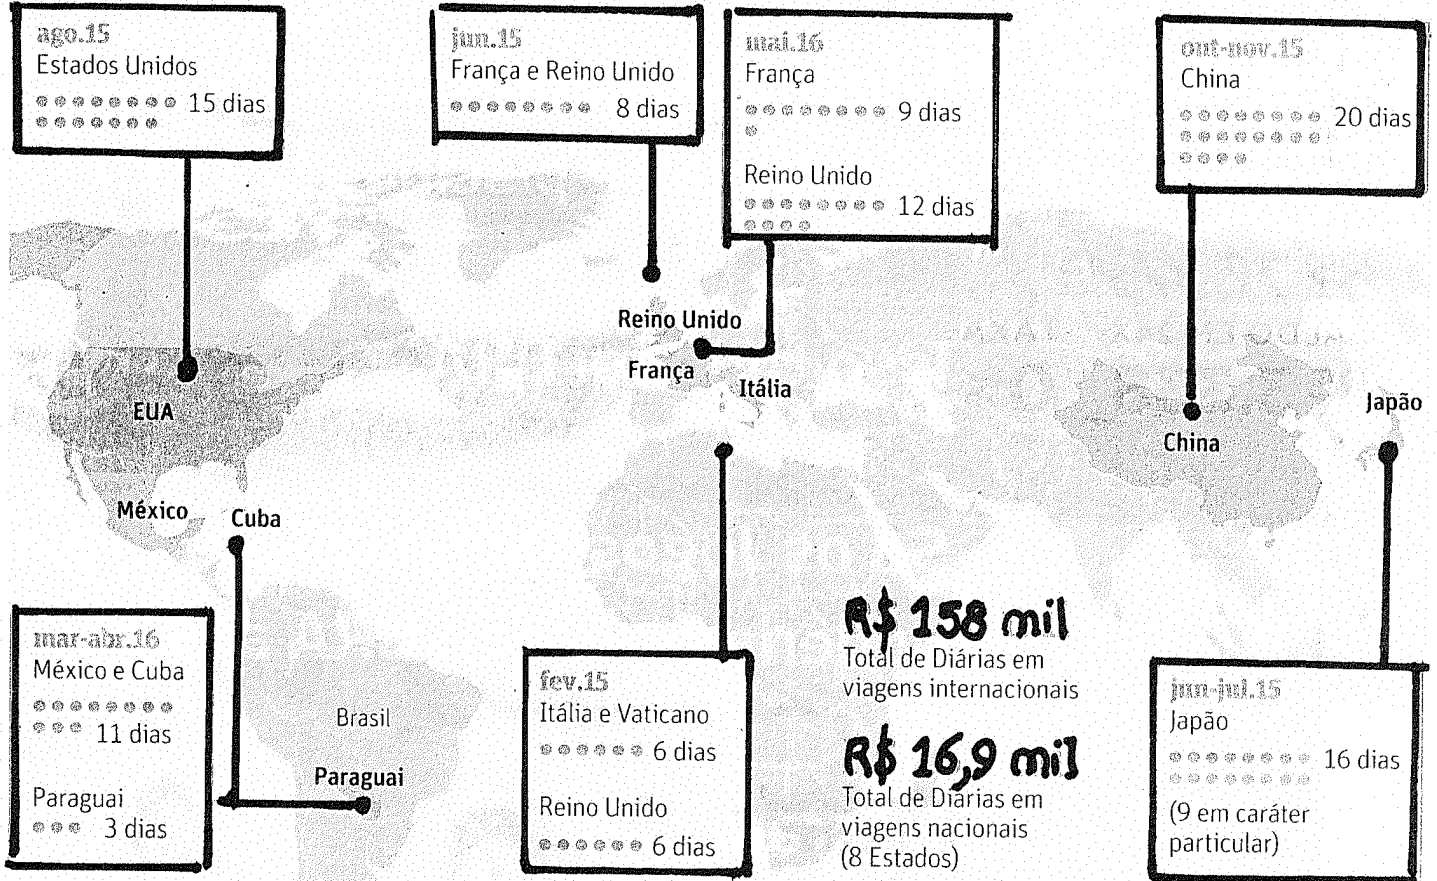 ago.15
Estados Unidos
15 dias
jun.15
França e Reino Unido
8 dias
mai.16
França
9 dias
Reino Unido
12 dias
out-nov.15
China
20 dias
Reino Unido
França
Itália
EUA
China
Japão
México
Cuba
Brasil
Paraguai
mar-abr.16
México e Cuba
11 dias
Paraguai
3 dias
fev.15
Itália e Vaticano
6 dias
Reino Unido
6 dias
R$ 158 mil
Total de Diárias em
viagens internacionais
R$ 16,9 mil
Total de Diárias em
viagens nacionais
(8 Estados)
jun-jul.15
Japão
16 dias
(9 em caráter
particular)